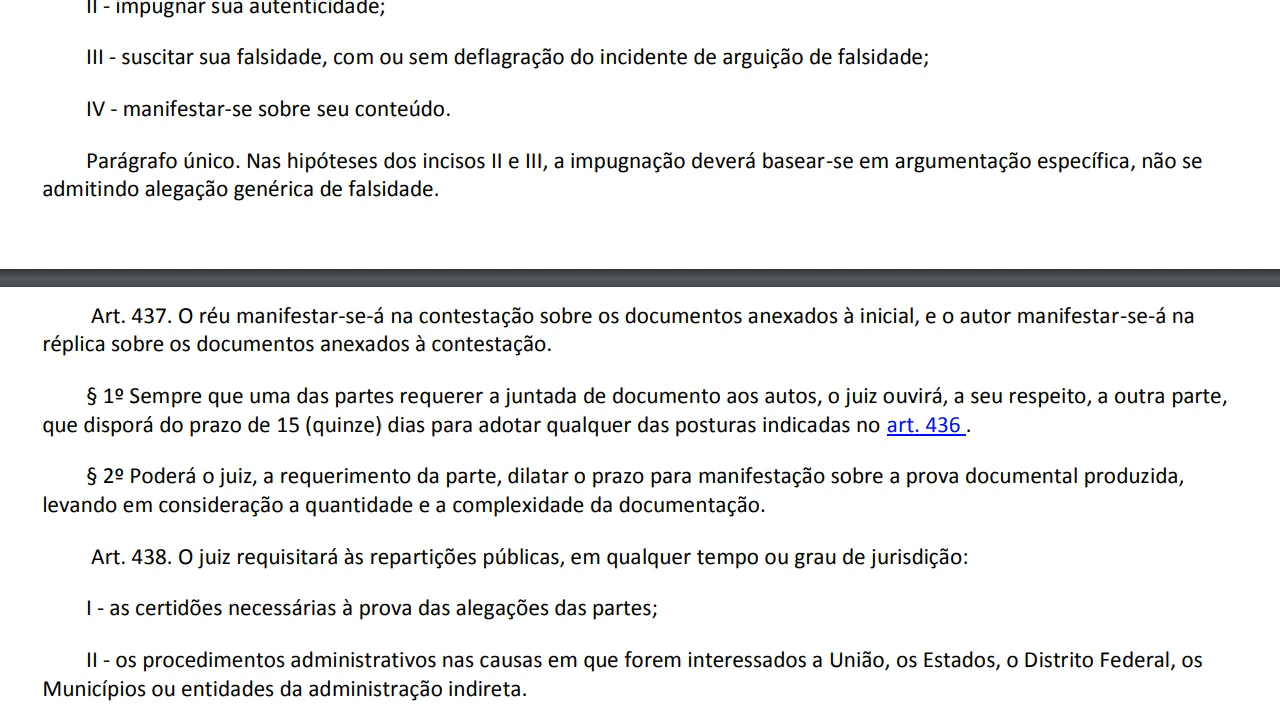 II - impugnar sua autenticidade;
III - suscitar sua falsidade, com ou sem deflagração do incidente de arguição de falsidade;
IV - manifestar-se sobre seu conteúdo.
Parágrafo único. Nas hipóteses dos incisos II e III, a impugnação deverá basear-se em argumentação específica, não se
admitindo alegação genérica de falsidade.
Art. 437. O réu manifestar-se-á na contestação sobre os documentos anexados à inicial, e o autor manifestar-se-á na
réplica sobre os documentos anexados à contestação.
§ 1º Sempre que uma das partes requerer a juntada de documento aos autos, o juiz ouvirá, a seu respeito, a outra parte,
que disporá do prazo de 15 (quinze) dias para adotar qualquer das posturas indicadas no art. 436 .
§ 2º Poderá o juiz, a requerimento da parte, dilatar o prazo para manifestação sobre a prova documental produzida,
levando em consideração a quantidade e a complexidade da documentação.
Art. 438. O juiz requisitará às repartições públicas, em qualquer tempo ou grau de jurisdição:
I - as certidões necessárias à prova das alegações das partes;
II - os procedimentos administrativos nas causas em que forem interessados a União, os Estados, o Distrito Federal, os
Municípios ou entidades da administração indireta.